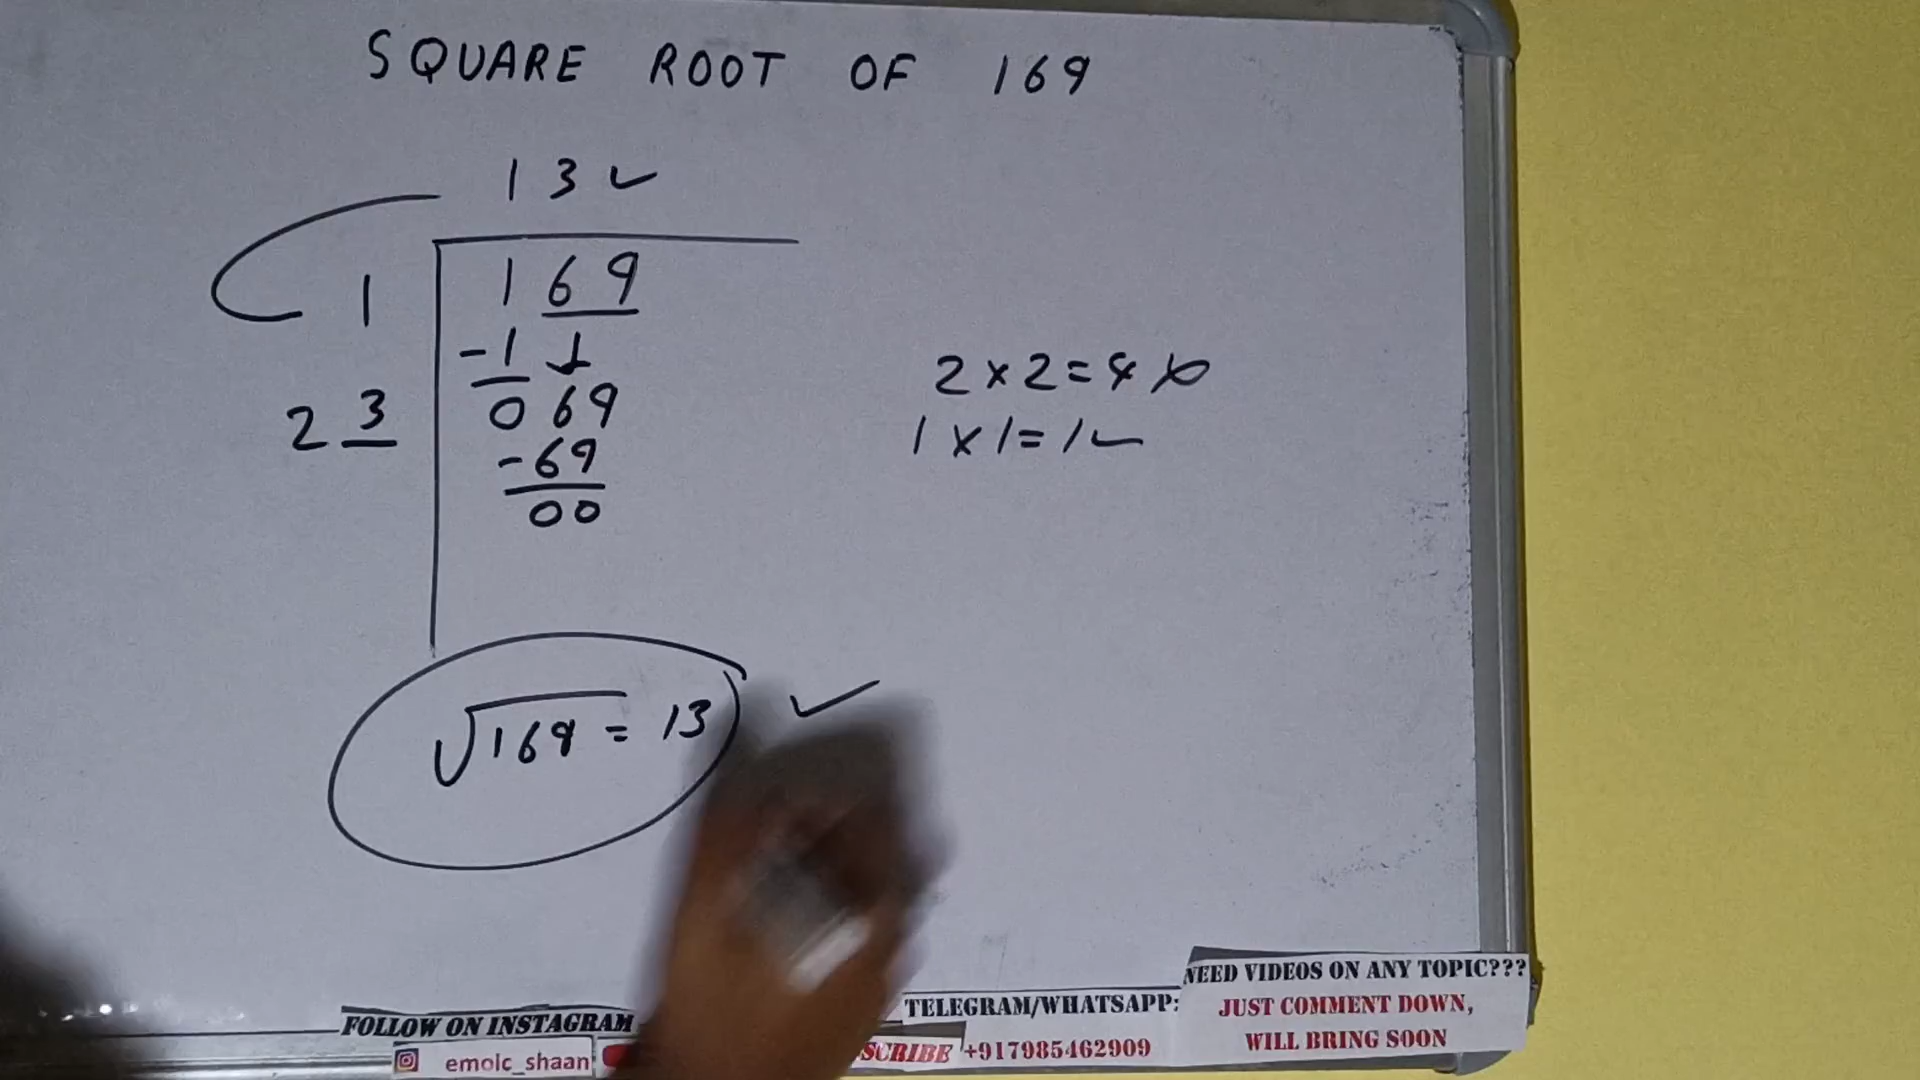 SQUARE ROOT OF 169
13 ✓
1 169
-1 ↓
2 3 069
-69
00
2×2=4 ×
1×1=1 ✓
√169 = 13 ✓
NEED VIDEOS ON ANY TOPIC???
JUST COMMENT DOWN,
WILL BRING SOON
TELEGRAM/WHATSAPP:
+917985462909
FOLLOW ON INSTAGRAM
emolc_shaan